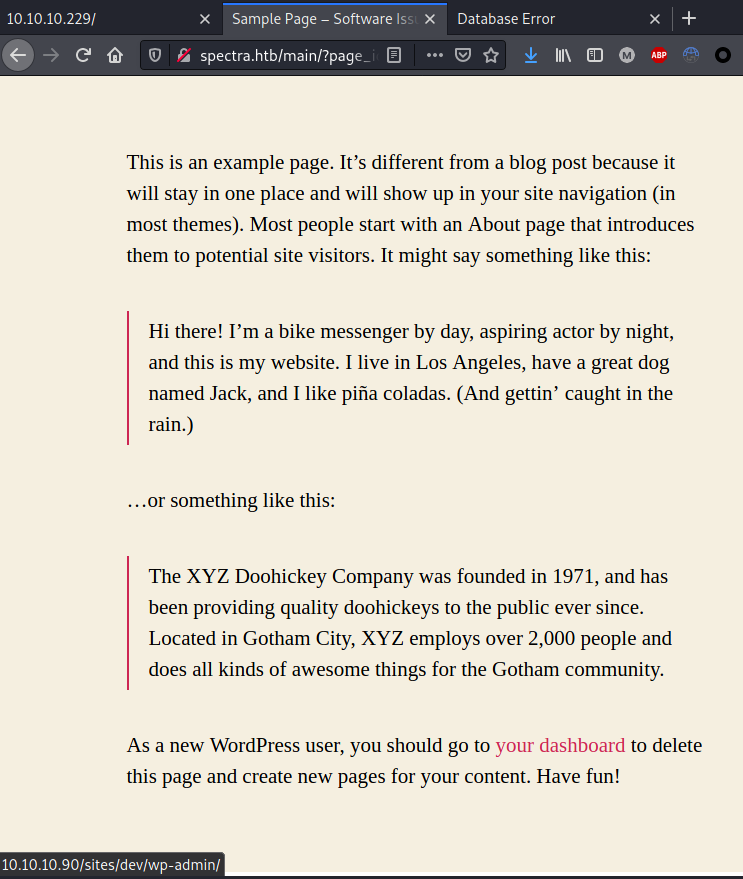 10.10.10.229/
Sample Page – Software Issu
Database Error
spectra.htb/main/?page_i
M
ABP
This is an example page. It’s different from a blog post because it
will stay in one place and will show up in your site navigation (in
most themes). Most people start with an About page that introduces
them to potential site visitors. It might say something like this:
Hi there! I’m a bike messenger by day, aspiring actor by night,
and this is my website. I live in Los Angeles, have a great dog
named Jack, and I like piña coladas. (And gettin’ caught in the
rain.)
…or something like this:
The XYZ Doohickey Company was founded in 1971, and has
been providing quality doohickeys to the public ever since.
Located in Gotham City, XYZ employs over 2,000 people and
does all kinds of awesome things for the Gotham community.
As a new WordPress user, you should go to your dashboard to delete
this page and create new pages for your content. Have fun!
10.10.10.90/sites/dev/wp-admin/